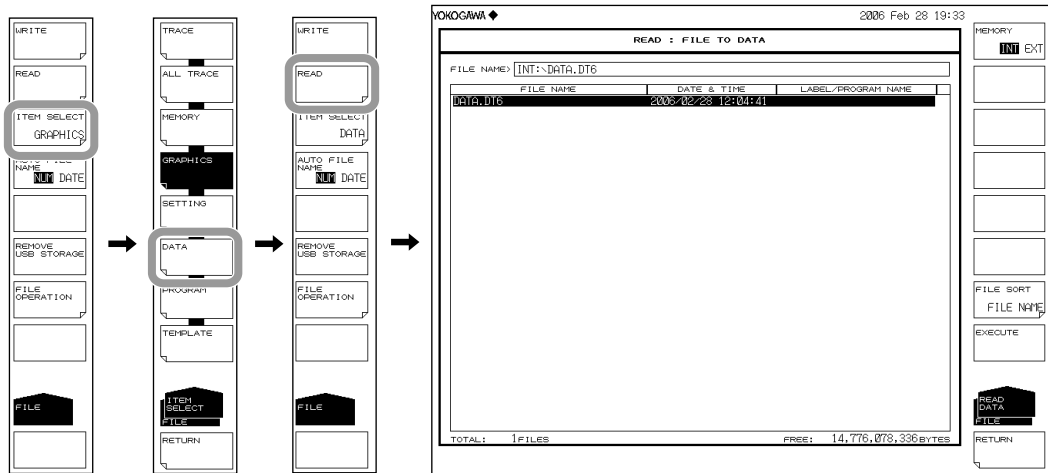 WRITE
READ
ITEM SELECT
GRAPHICS
AUTO FILE
NAME
NUM DATE
REMOVE
USB STORAGE
FILE
OPERATION
FILE
TRACE
ALL TRACE
MEMORY
GRAPHICS
SETTING
DATA
PROGRAM
TEMPLATE
ITEM
SELECT
FILE
RETURN
WRITE
READ
ITEM SELECT
DATA
AUTO FILE
NAME
NUM DATE
REMOVE
USB STORAGE
FILE
OPERATION
FILE
YOKOGAWA ◆ 2006 Feb 28 19:33
READ : FILE TO DATA
FILE NAME> INT:\DATA.DT6
FILE NAME DATE & TIME LABEL/PROGRAM NAME
DATA.DT6 2006/02/28 12:04:41
TOTAL: 1FILES FREE: 14,776,078,336BYTES
MEMORY
INT EXT
FILE SORT
FILE NAME
EXECUTE
READ
DATA
FILE
RETURN